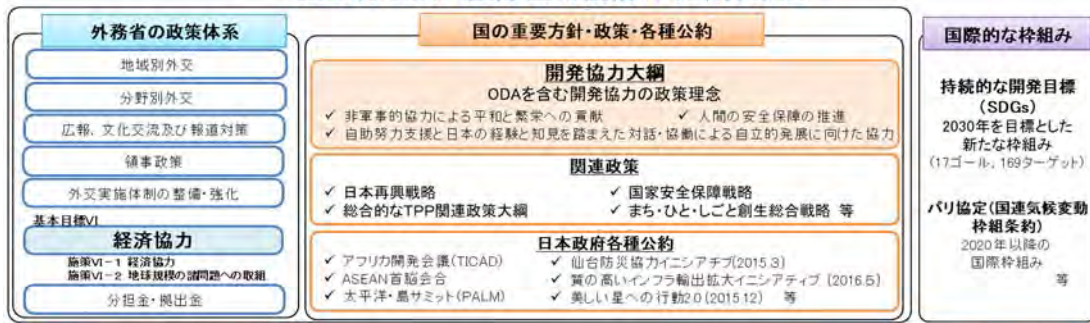 外務省の政策体系
地域別外交
分野別外交
広報、文化交流及び報道対策
領事政策
外交実施体制の整備・強化
基本目標Ⅵ
経済協力
施策Ⅵ-1 経済協力
施策Ⅵ-2 地球規模の諸問題への取組
分担金・拠出金
国の重要方針・政策・各種公約
開発協力大綱
ODAを含む開発協力の政策理念
✓ 非軍事的協力による平和と繁栄への貢献 ✓ 人間の安全保障の推進
✓ 自助努力支援と日本の経験と知見を踏まえた対話・協働による自立的発展に向けた協力
関連政策
✓ 日本再興戦略 ✓ 国家安全保障戦略
✓ 総合的なTPP関連政策大綱 ✓ まち・ひと・しごと創生総合戦略 等
日本政府各種公約
✓ アフリカ開発会議(TICAD) ✓ 仙台防災協力イニシアチブ(2015.3)
✓ ASEAN首脳会合 ✓ 質の高いインフラ輸出拡大イニシアティブ (2016.5)
✓ 太平洋・島サミット(PALM) ✓ 美しい星への行動2.0(2015.12) 等
国際的な枠組み
持続的な開発目標
(SDGs)
2030年を目標とした
新たな枠組み
(17ゴール、169ターゲット)
パリ協定(国連気候変動
枠組条約)
2020年以降の
国際枠組み
等